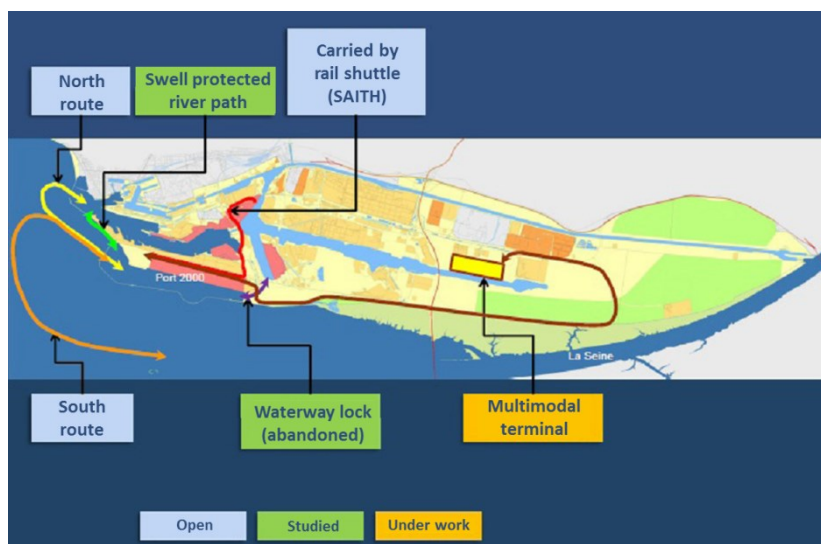 Carried by
rail shuttle
(SAITH)
North
route
Swell protected
river path
Port 2000
La Seine
South
route
Waterway lock
(abandoned)
Multimodal
terminal
Open
Studied
Under work